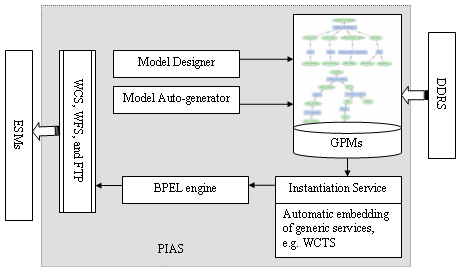 ESMs
WCS, WFS, and FTP
Model Designer
Model Auto-generator
GPMs
DDRS
BPEL engine
Instantiation Service
Automatic embedding
of generic services,
e.g. WCTS
PIAS